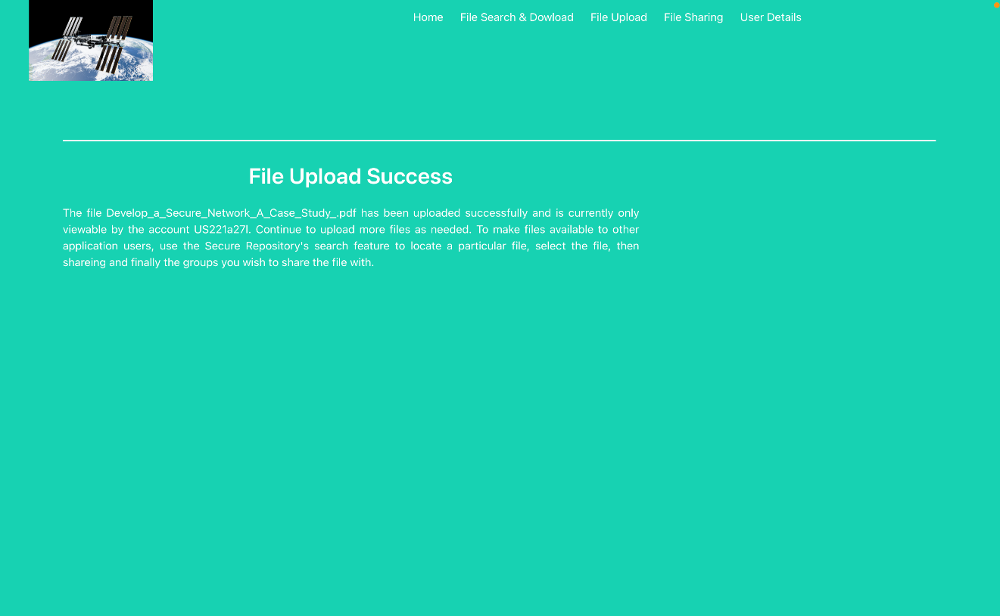 Home File Search & Dowload File Upload File Sharing User Details
File Upload Success
The file Develop_a_Secure_Network_A_Case_Study_.pdf has been uploaded successfully and is currently only
viewable by the account US221a27l. Continue to upload more files as needed. To make files available to other
application users, use the Secure Repository's search feature to locate a particular file, select the file, then
shareing and finally the groups you wish to share the file with.